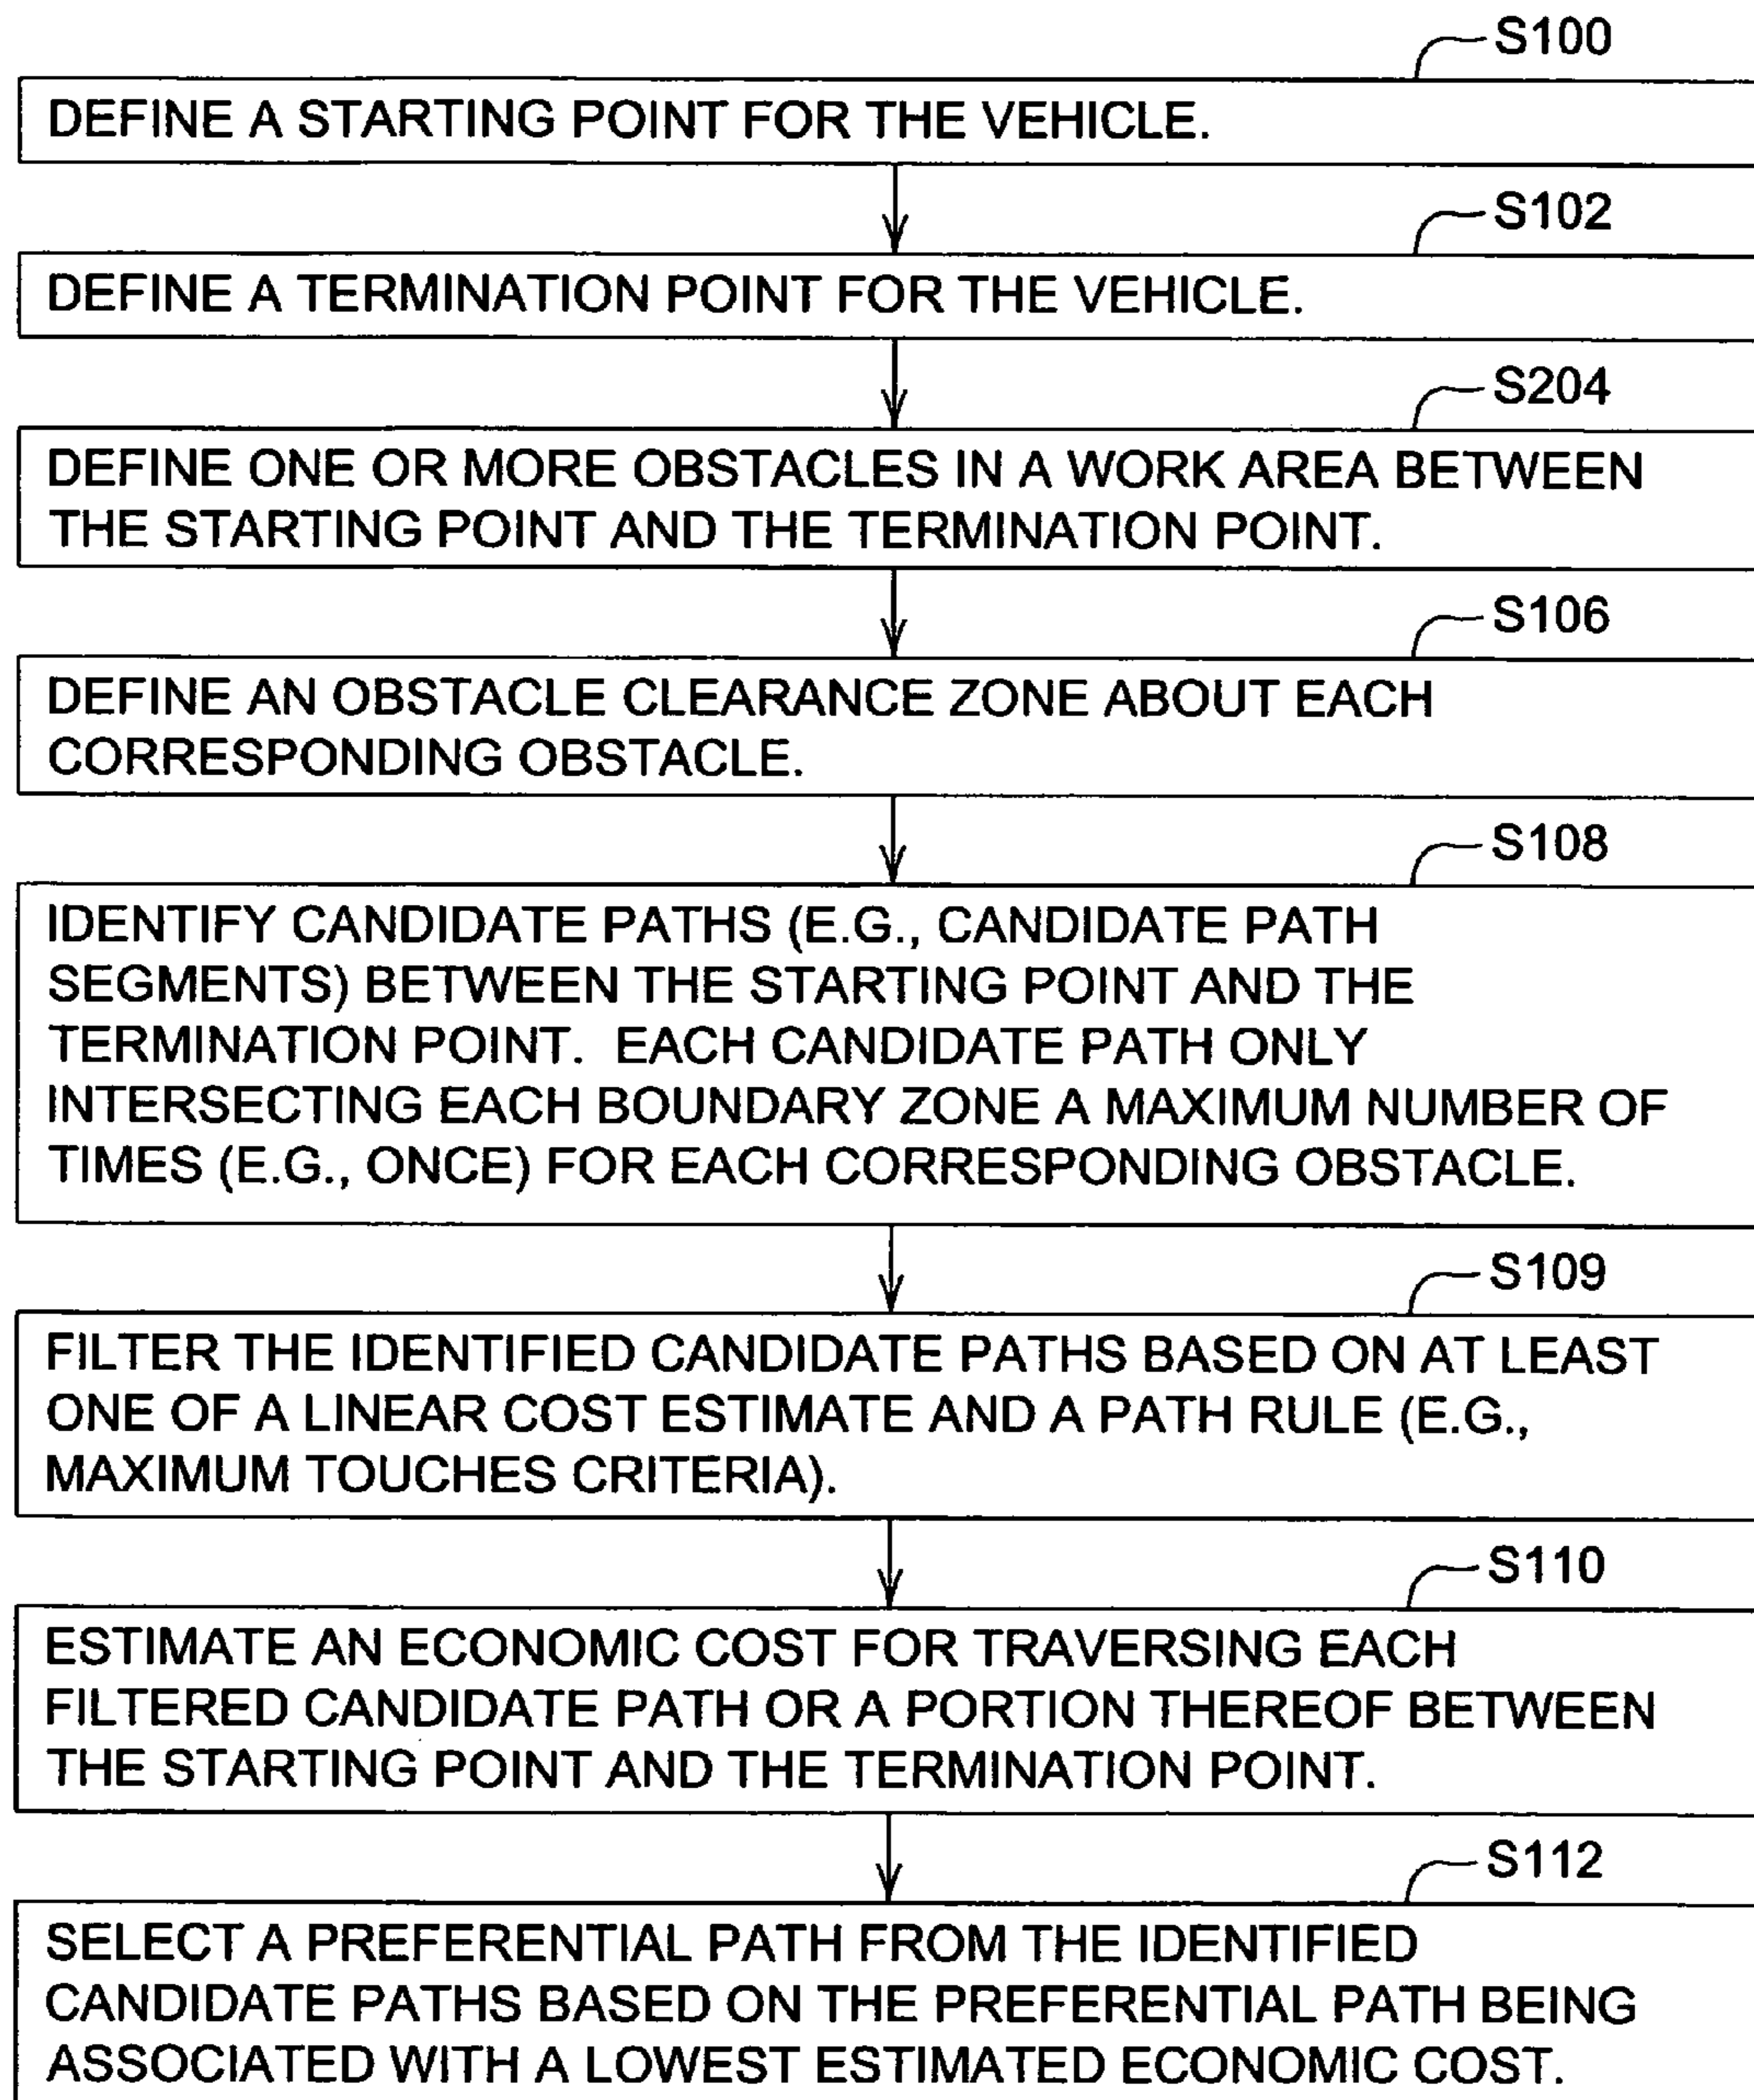 S100
DEFINE A STARTING POINT FOR THE VEHICLE.
S102
DEFINE A TERMINATION POINT FOR THE VEHICLE.
S204
DEFINE ONE OR MORE OBSTACLES IN A WORK AREA BETWEEN
THE STARTING POINT AND THE TERMINATION POINT.
S106
DEFINE AN OBSTACLE CLEARANCE ZONE ABOUT EACH
CORRESPONDING OBSTACLE.
S108
IDENTIFY CANDIDATE PATHS (E.G., CANDIDATE PATH
SEGMENTS) BETWEEN THE STARTING POINT AND THE
TERMINATION POINT. EACH CANDIDATE PATH ONLY
INTERSECTING EACH BOUNDARY ZONE A MAXIMUM NUMBER OF
TIMES (E.G., ONCE) FOR EACH CORRESPONDING OBSTACLE.
S109
FILTER THE IDENTIFIED CANDIDATE PATHS BASED ON AT LEAST
ONE OF A LINEAR COST ESTIMATE AND A PATH RULE (E.G.,
MAXIMUM TOUCHES CRITERIA).
S110
ESTIMATE AN ECONOMIC COST FOR TRAVERSING EACH
FILTERED CANDIDATE PATH OR A PORTION THEREOF BETWEEN
THE STARTING POINT AND THE TERMINATION POINT.
S112
SELECT A PREFERENTIAL PATH FROM THE IDENTIFIED
CANDIDATE PATHS BASED ON THE PREFERENTIAL PATH BEING
ASSOCIATED WITH A LOWEST ESTIMATED ECONOMIC COST.